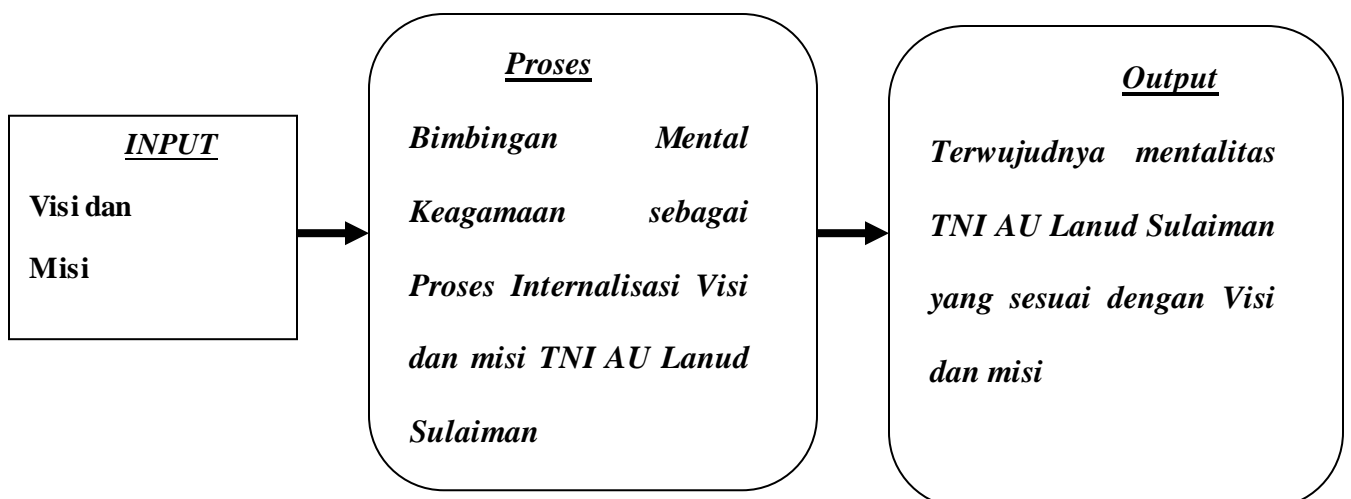 INPUT
Visi dan
Misi
Proses
Bimbingan Mental
Keagamaan sebagai
Proses Internalisasi Visi
dan misi TNI AU Lanud
Sulaiman
Output
Terwujudnya mentalitas
TNI AU Lanud Sulaiman
yang sesuai dengan Visi
dan misi